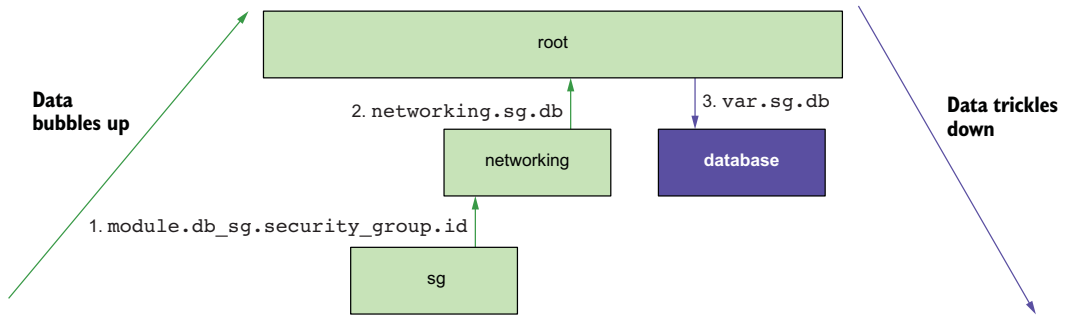 root
Data
bubbles up
2. networking.sg.db
3. var.sg.db
Data trickles
down
networking
database
1. module.db_sg.security_group.id
sg